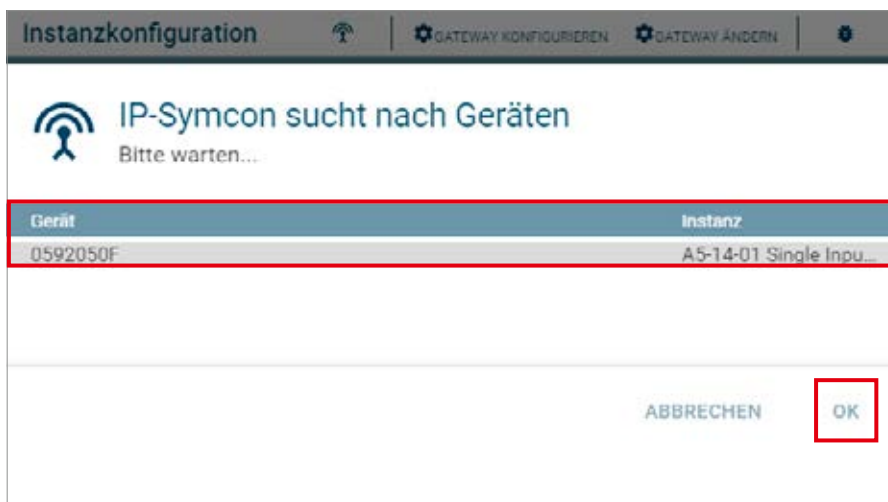 Instanzkonfiguration GATEWAY KONFIGURIEREN GATEWAY ÄNDERN
IP-Symcon sucht nach Geräten
Bitte warten...
Gerät Instanz
0592050F A5-14-01 Single Inpu...
ABBRECHEN OK